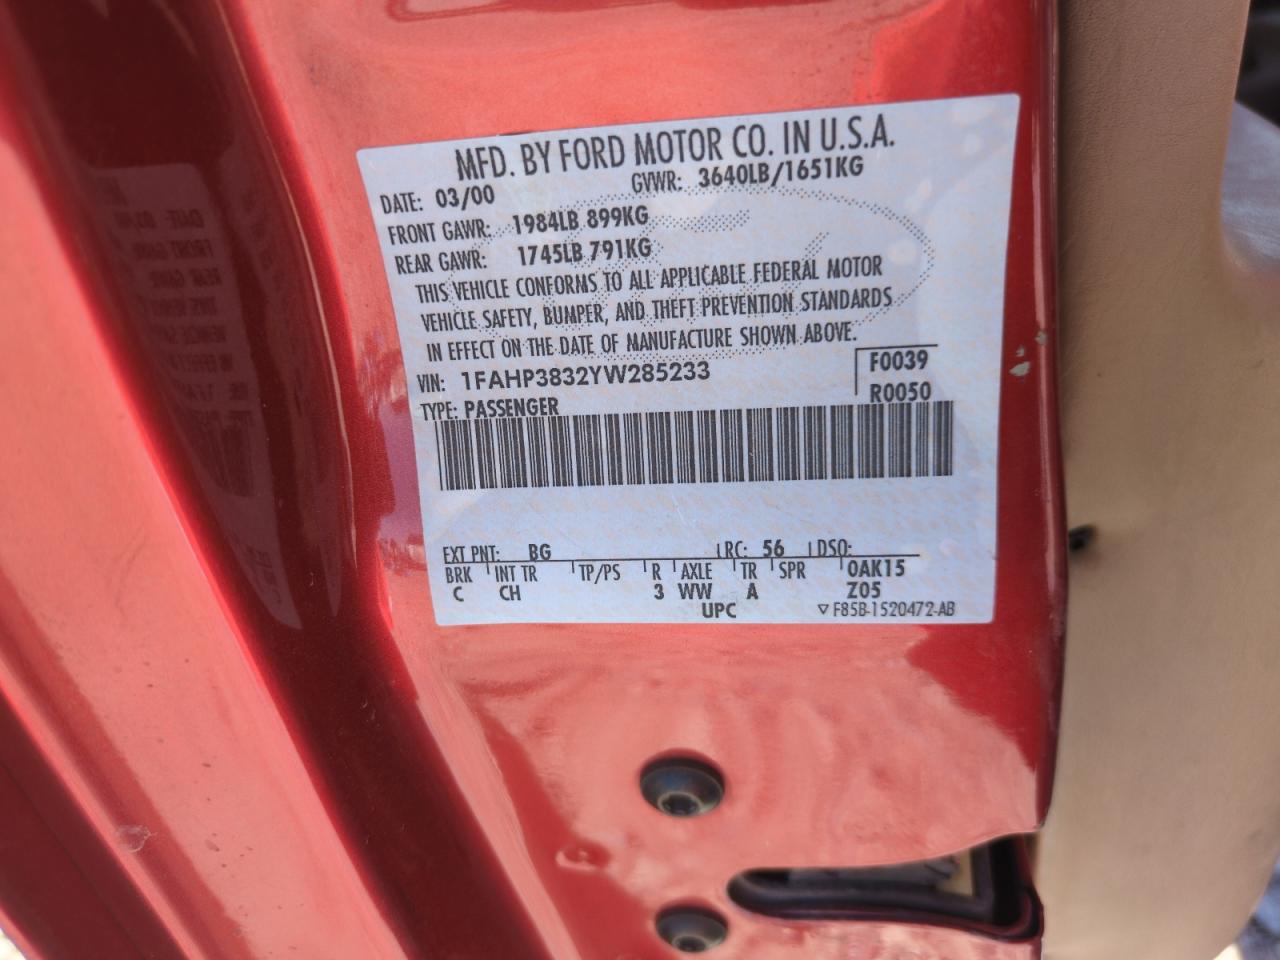 MFD. BY FORD MOTOR CO. IN U.S.A.
DATE: 03/00 GVWR: 3640LB/1651KG
FRONT GAWR: 1984LB 899KG
REAR GAWR: 1745LB 791KG
THIS VEHICLE CONFORMS TO ALL APPLICABLE FEDERAL MOTOR
VEHICLE SAFETY, BUMPER, AND THEFT PREVENTION STANDARDS
IN EFFECT ON THE DATE OF MANUFACTURE SHOWN ABOVE.
VIN: 1FAHP3832YW285233 F0039
TYPE: PASSENGER R0050
EXT PNT: BG RC: 56 DSO:
BRK INT TR TP/PS R AXLE TR SPR 0AK15
C CH 3 WW A Z05
UPC ▽ F85B-1520472-AB